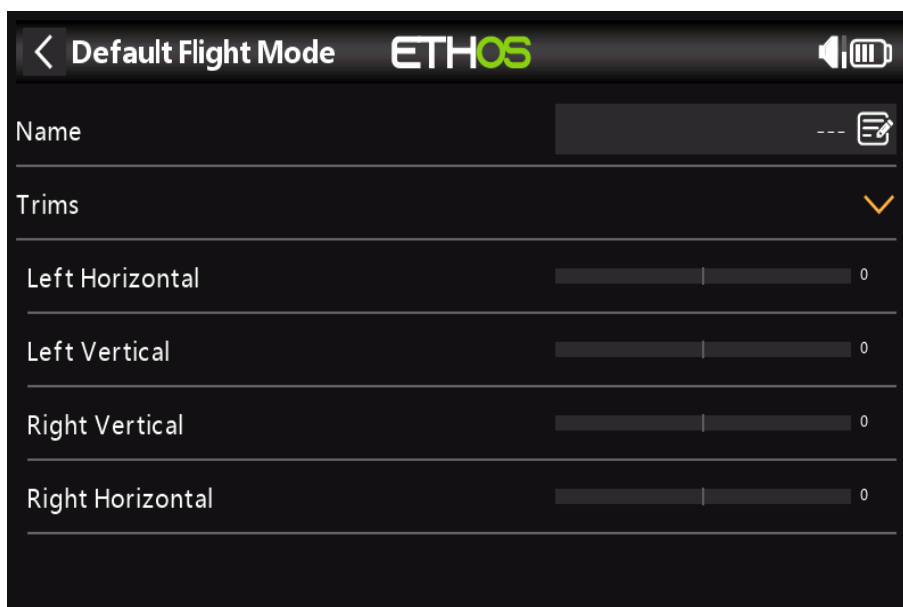 Default Flight Mode ETHOS
Name ---
Trims
Left Horizontal 0
Left Vertical 0
Right Vertical 0
Right Horizontal 0